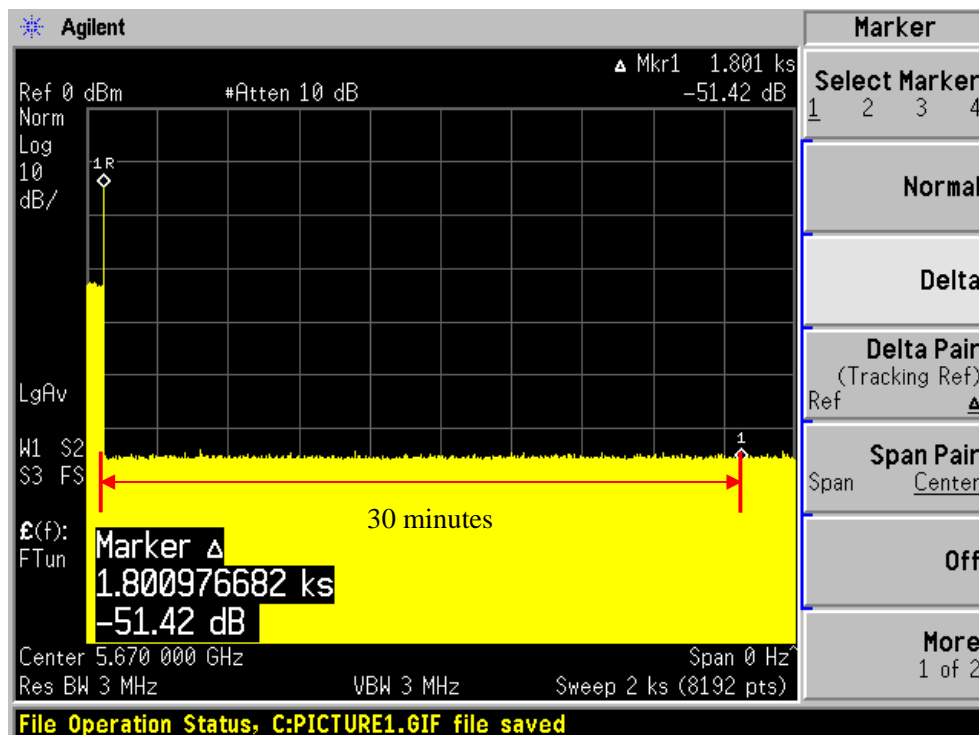 Agilent
Marker
△ Mkr1 1.801 ks
Ref 0 dBm #Atten 10 dB -51.42 dB
Norm
Log
10
dB/
1R
LgAv
1
W1 S2
S3 FS
30 minutes
£(f):
FTun
Marker △
1.800976682 ks
-51.42 dB
Center 5.670 000 GHz Span 0 Hz^
Res BW 3 MHz VBW 3 MHz Sweep 2 ks (8192 pts)
File Operation Status, C:PICTURE1.GIF file saved
Select Marker
1 2 3 4
Normal
Delta
Delta Pair
(Tracking Ref)
Ref △
Span Pair
Span Center
Off
More
1 of 2